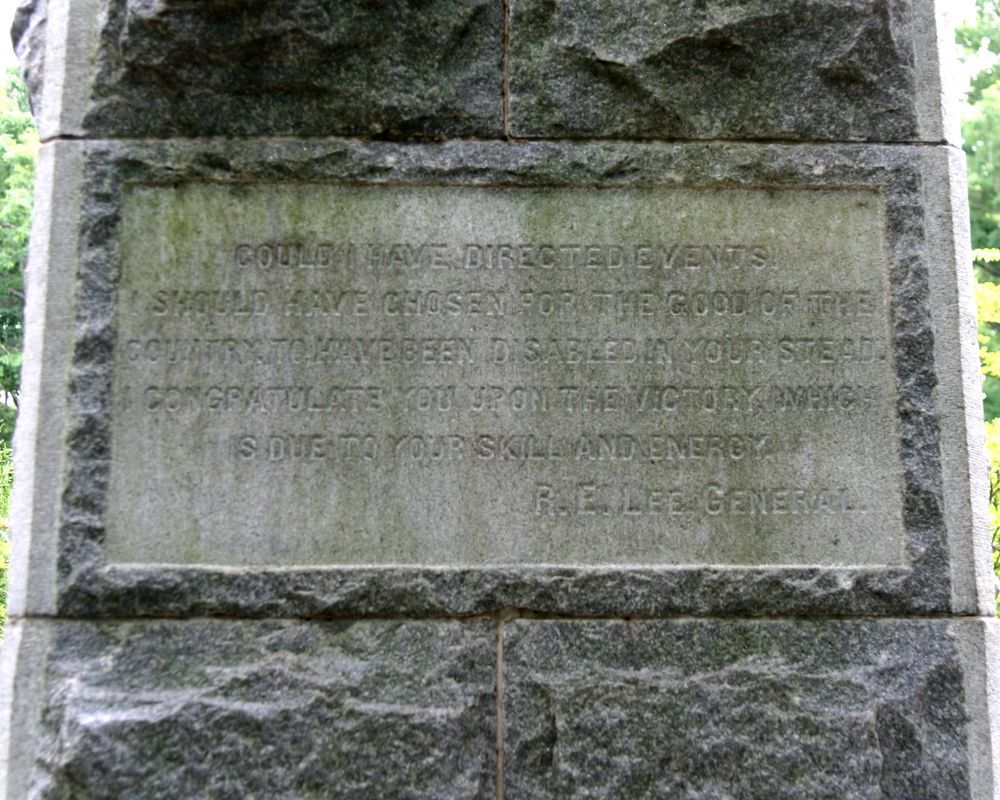 COULD I HAVE DIRECTED EVENTS,
I SHOULD HAVE CHOSEN FOR THE GOOD OF THE
COUNTRY, TO HAVE BEEN DISABLED IN YOUR STEAD.
I CONGRATULATE YOU UPON THE VICTORY, WHICH
IS DUE TO YOUR SKILL AND ENERGY
R. E. LEE GENERAL.